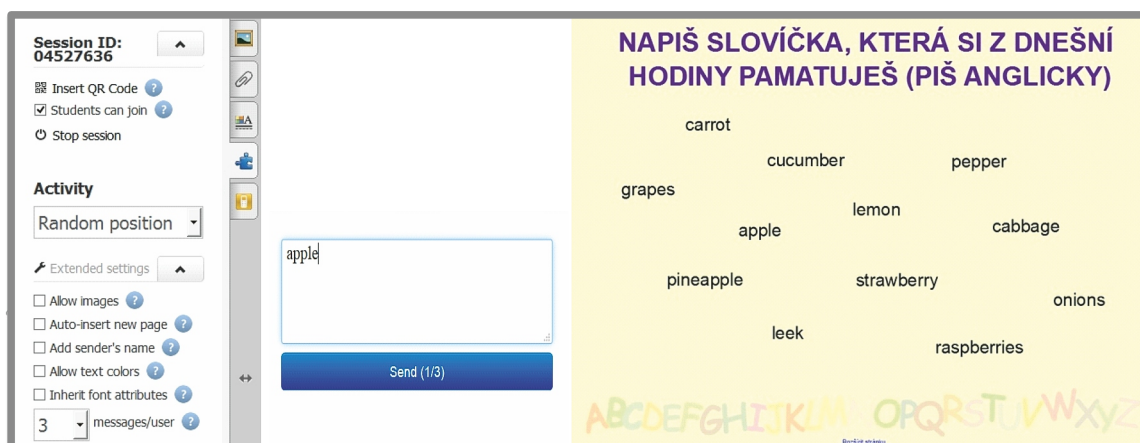 Session ID:
04527636
Insert QR Code ?
Students can join ?
Stop session
Activity
Random position
Extended settings
Allow images ?
Auto-insert new page ?
Add sender's name ?
Allow text colors ?
Inherit font attributes ?
3 messages/user ?
A
apple
Send (1/3)
NAPIŠ SLOVÍČKA, KTERÁ SI Z DNEŠNÍ
HODINY PAMATUJEŠ (PIŠ ANGLICKY)
carrot
cucumber pepper
grapes
lemon
apple cabbage
pineapple strawberry
onions
leek
raspberries
ABCDEFGHIJKLM OPQRSTUVWXYZ